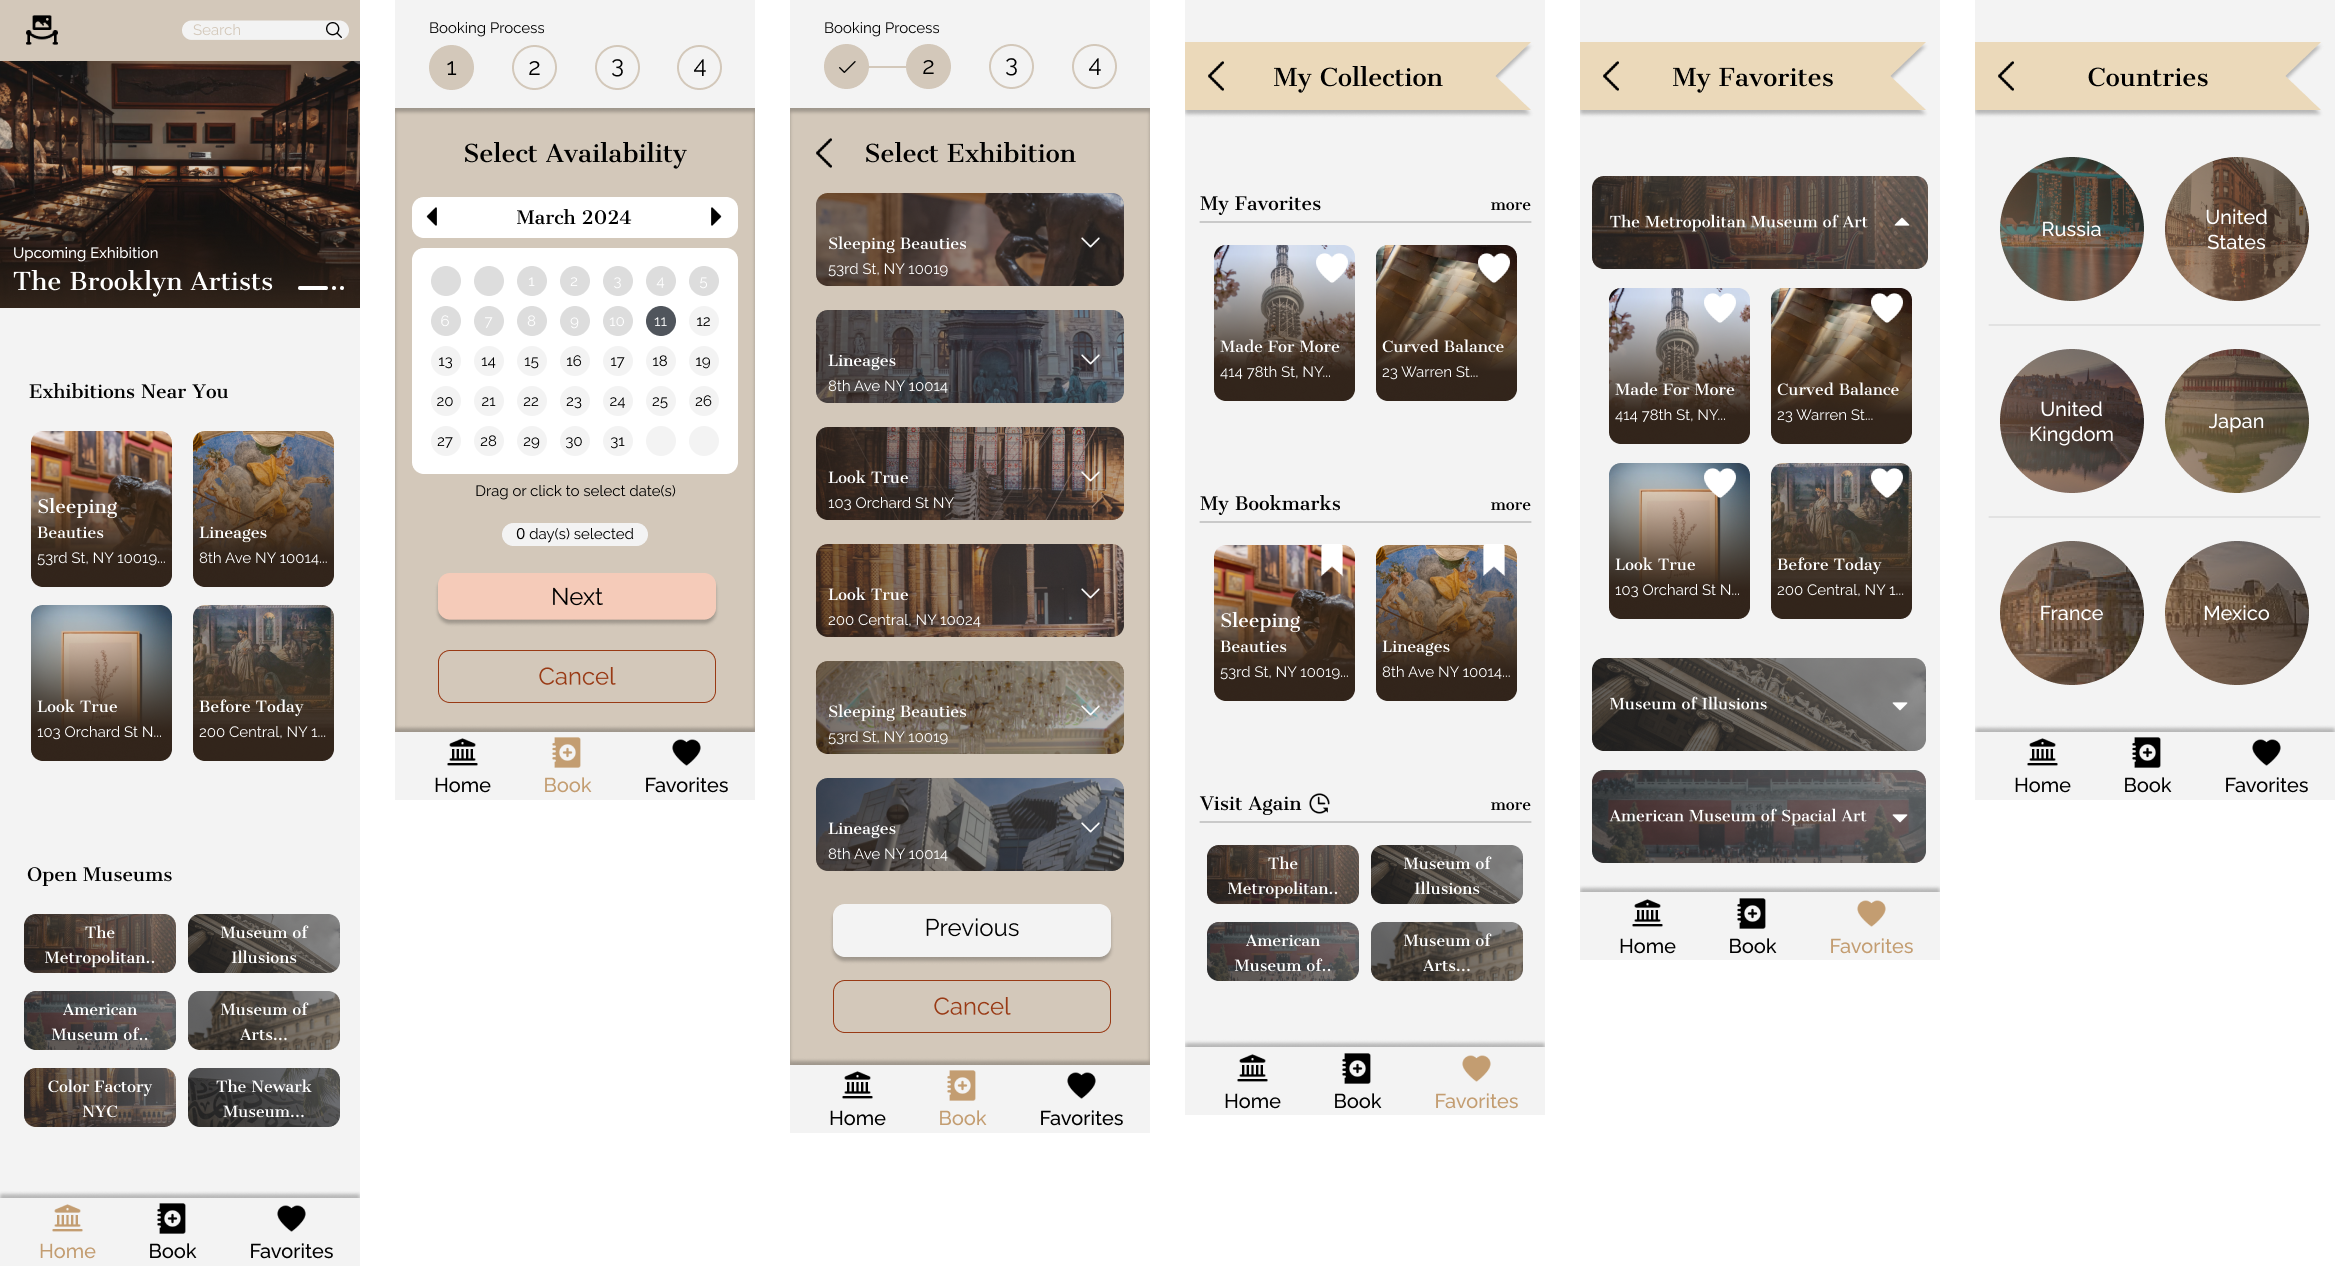 Search
Upcoming Exhibition
The Brooklyn Artists
Exhibitions Near You
Sleeping
Beauties
53rd St, NY 10019...
Lineages
8th Ave NY 10014...
Look True
103 Orchard St N...
Before Today
200 Central, NY 1...
Open Museums
The
Metropolitan..
Museum of
Illusions
American
Museum of..
Museum of
Arts...
Color Factory
NYC
The Newark
Museum...
Home
Book
Favorites
Booking Process
1 2 3 4
Select Availability
March 2024
1 2 3 4 5
6 7 8 9 10 11 12
13 14 15 16 17 18 19
20 21 22 23 24 25 26
27 28 29 30 31
Drag or click to select date(s)
0 day(s) selected
Next
Cancel
Home
Book
Favorites
Booking Process
2 3 4
Select Exhibition
Sleeping Beauties
53rd St, NY 10019
Lineages
8th Ave NY 10014
Look True
103 Orchard St NY
Look True
200 Central, NY 10024
Sleeping Beauties
53rd St, NY 10019
Lineages
8th Ave NY 10014
Previous
Cancel
Home
Book
Favorites
My Collection
My Favorites
more
Made For More
414 78th St, NY...
Curved Balance
23 Warren St...
My Bookmarks
more
Sleeping
Beauties
53rd St, NY 10019...
Lineages
8th Ave NY 10014...
Visit Again
more
The
Metropolitan..
Museum of
Illusions
American
Museum of..
Museum of
Arts...
Home
Book
Favorites
My Favorites
The Metropolitan Museum of Art
Made For More
414 78th St, NY...
Curved Balance
23 Warren St...
Look True
103 Orchard St N...
Before Today
200 Central, NY 1...
Museum of Illusions
American Museum of Spacial Art
Home
Book
Favorites
Countries
Russia
United
States
United
Kingdom
Japan
France
Mexico
Home
Book
Favorites